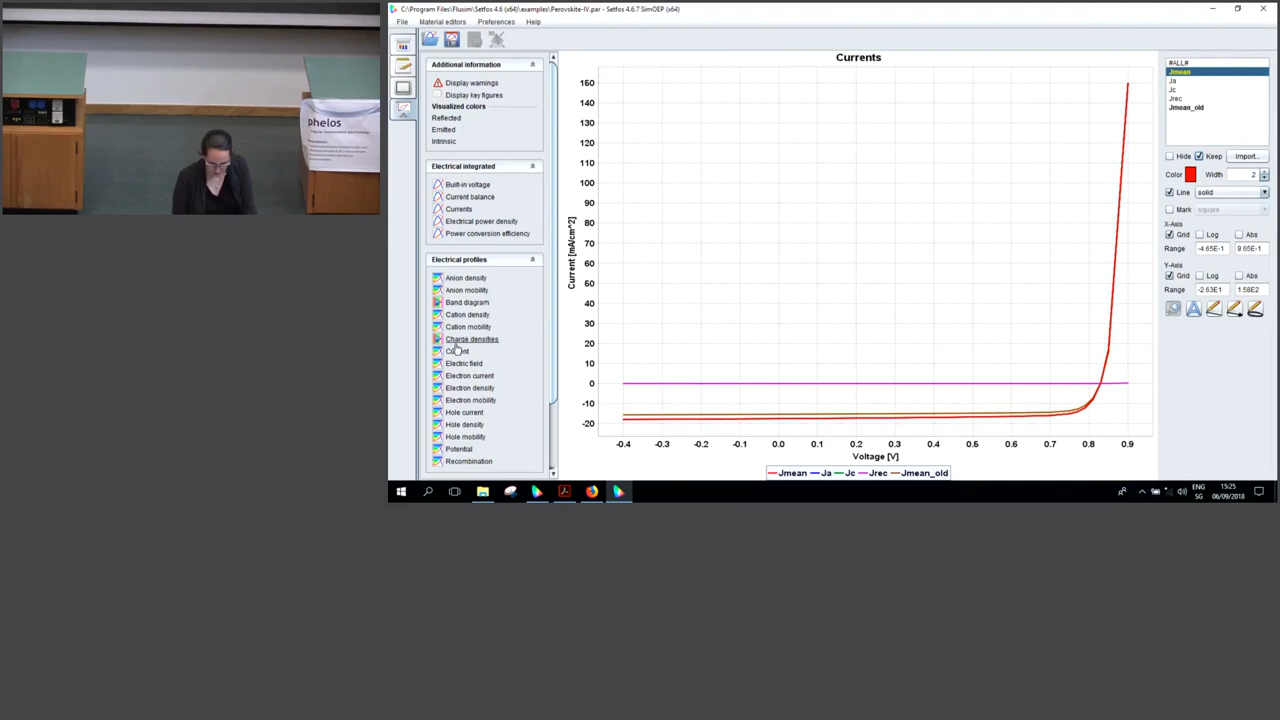 phelos
C:\Program Files\Fluxim\Setfos 4.6 (x64)\examples\Perovskite-IV.par - Setfos 4.6.7 SimOEP (x64)
File Material editors Preferences Help
Additional information
Display warnings
Display key figures
Visualized colors
Reflected
Emitted
Intrinsic
Electrical integrated
Built-in voltage
Current balance
Currents
Electrical power density
Power conversion efficiency
Electrical profiles
Anion density
Anion mobility
Band diagram
Cation density
Cation mobility
Charge densities
Current
Electric field
Electron current
Electron density
Electron mobility
Hole current
Hole density
Hole mobility
Potential
Recombination
Currents
Current [mA/cm^2]
160
150
140
130
120
110
100
90
80
70
60
50
40
30
20
10
0
-10
-20
-0.4 -0.3 -0.2 -0.1 0.0 0.1 0.2 0.3 0.4 0.5 0.6 0.7 0.8 0.9
Voltage [V]
Jmean Ja Jc Jrec Jmean_old
#ALL#
Jmean
Ja
Jc
Jrec
Jmean_old
Hide Keep Import...
Color Width 2
Line solid
Mark square
X-Axis
Grid Log Abs
Range -4.65E-1 9.65E-1
Y-Axis
Grid Log Abs
Range -2.63E1 1.58E2
ENG
SG
15:25
06/09/2018